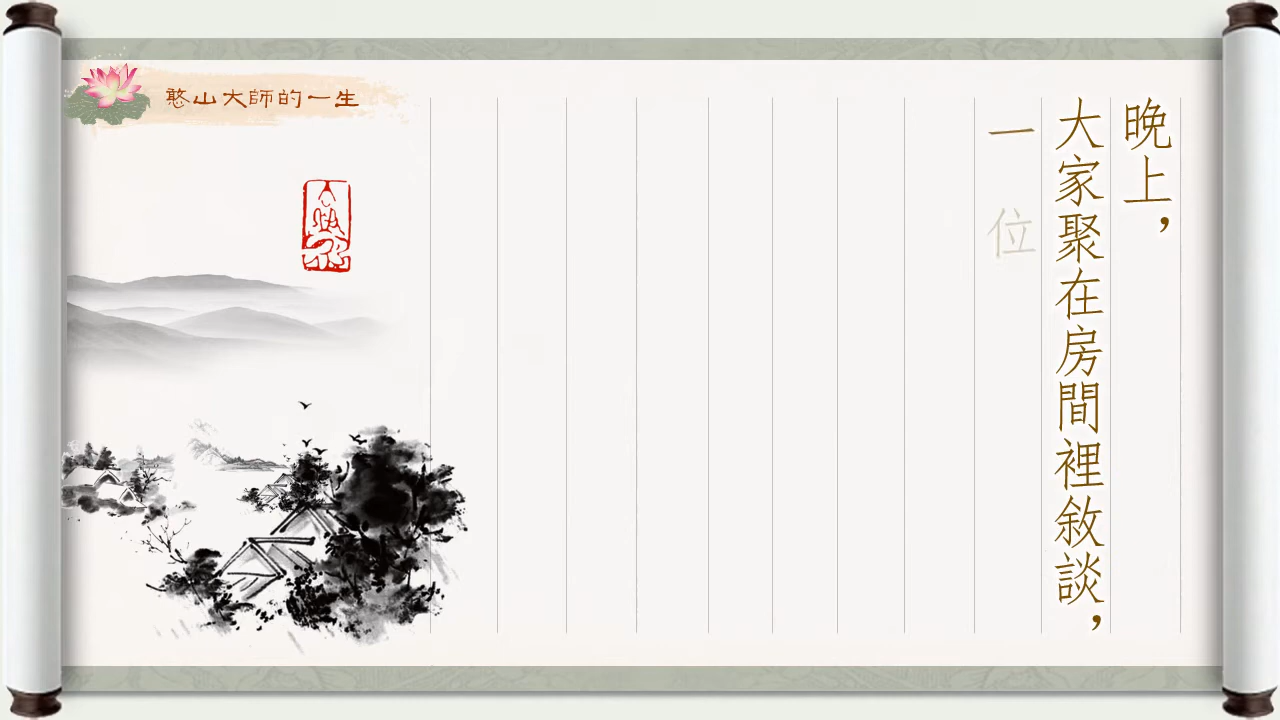 憨山大師的一生
晚上，
大家聚在房間裡敘談，
一位